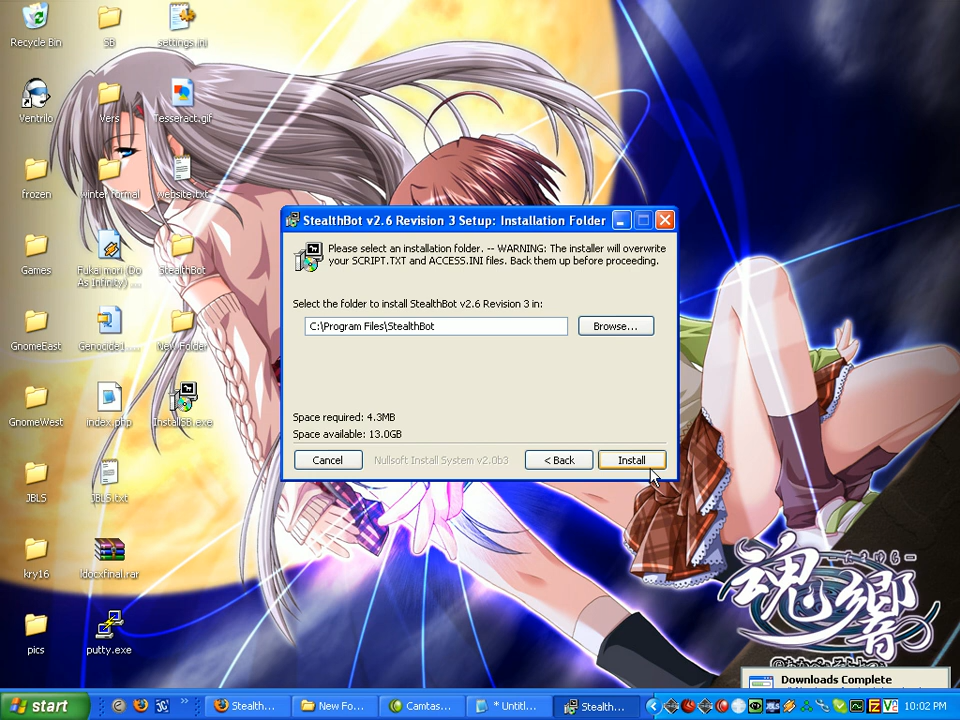 Recycle Bin
SB
settings.ini
Ventrilo
Vers
Tesseract.gif
frozen
winter formal
website.txt
Games
Fukai mori (Do As Infinity) ...
StealthBot
GnomeEast
Genocide1...
New Folder
GnomeWest
index.php
InstallSB.exe
JBLS
JBLS.txt
kry16
!docxfinal.rar
pics
putty.exe
StealthBot v2.6 Revision 3 Setup: Installation Folder
Please select an installation folder. -- WARNING: The installer will overwrite
your SCRIPT.TXT and ACCESS.INI files. Back them up before proceeding.
Select the folder to install StealthBot v2.6 Revision 3 in:
C:\Program Files\StealthBot
Browse...
Space required: 4.3MB
Space available: 13.0GB
Cancel
Nullsoft Install System v2.0b3
< Back
Install
魂響
Downloads Complete
start
Stealth...
New Fo...
Camtas...
* Untitl...
Stealth...
10:02 PM